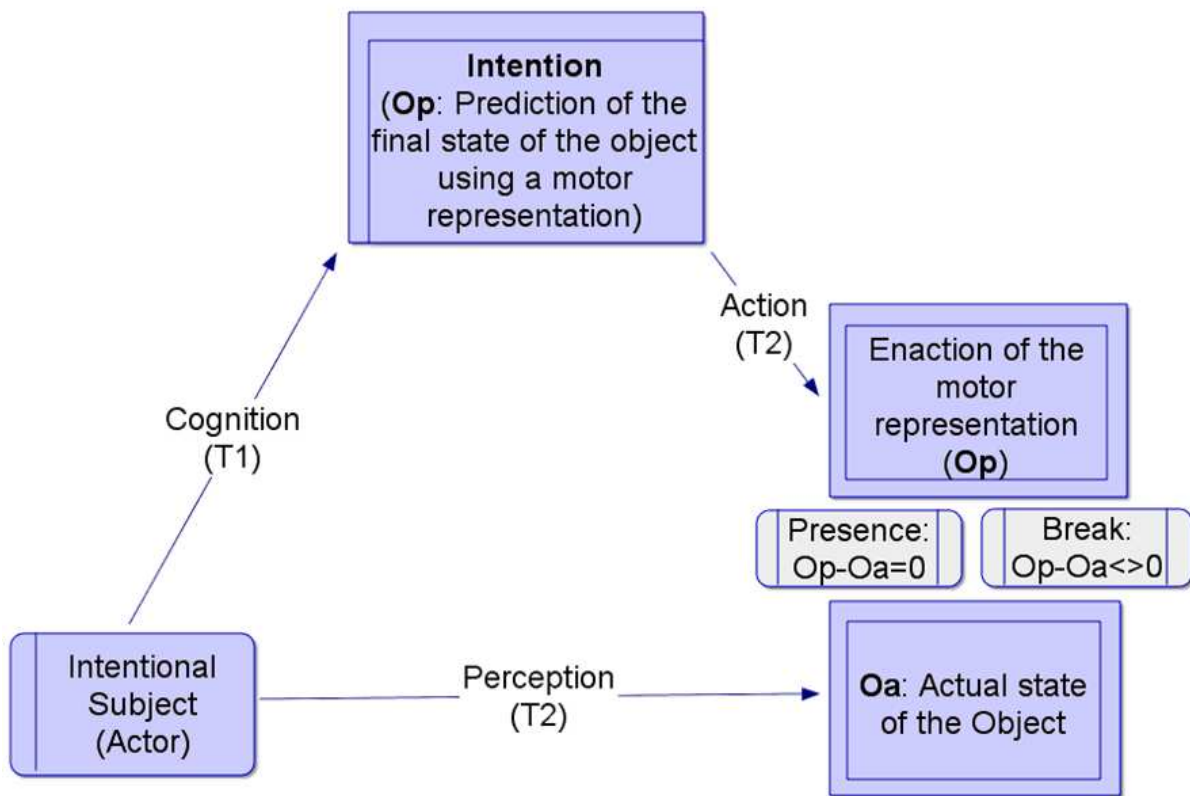 Intention
(Op: Prediction of the
final state of the object
using a motor
representation)
Action
(T2)
Enaction of the
motor
representation
(Op)
Cognition
(T1)
Presence:
Op-Oa=0
Break:
Op-Oa<>0
Intentional
Subject
(Actor)
Perception
(T2)
Oa: Actual state
of the Object